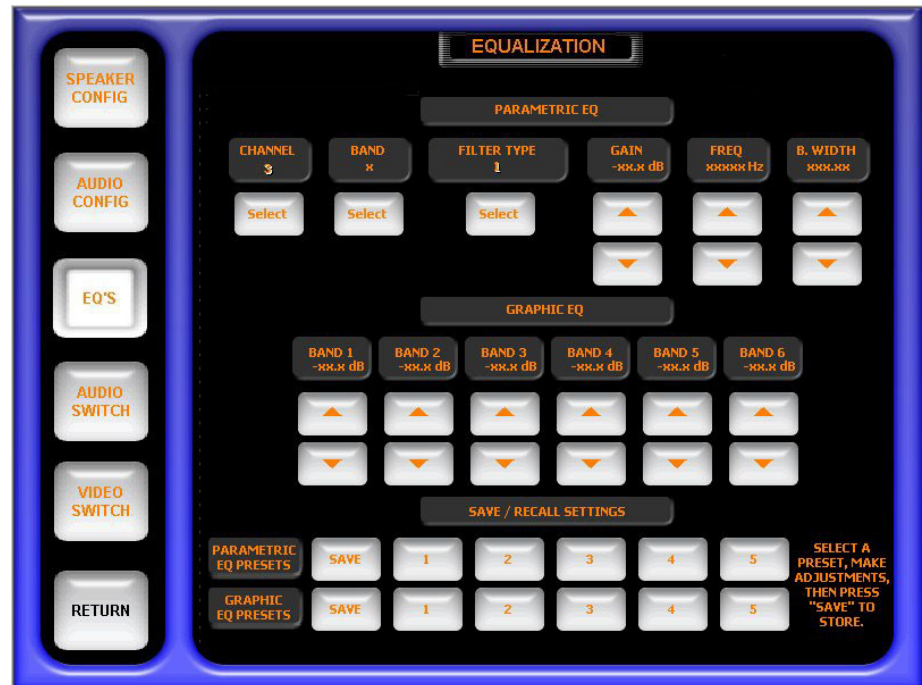 EQUALIZATION
SPEAKER
CONFIG
AUDIO
CONFIG
EQ'S
AUDIO
SWITCH
VIDEO
SWITCH
RETURN
PARAMETRIC EQ
CHANNEL
3
BAND
x
FILTER TYPE
1
GAIN
-xx.x dB
FREQ
xxxxx Hz
B. WIDTH
xxx.xx
Select
Select
Select
GRAPHIC EQ
BAND 1
-xx.x dB
BAND 2
-xx.x dB
BAND 3
-xx.x dB
BAND 4
-xx.x dB
BAND 5
-xx.x dB
BAND 6
-xx.x dB
SAVE / RECALL SETTINGS
PARAMETRIC
EQ PRESETS
SAVE
1
2
3
4
5
GRAPHIC
EQ PRESETS
SAVE
1
2
3
4
5
SELECT A
PRESET, MAKE
ADJUSTMENTS,
THEN PRESS
"SAVE" TO
STORE.